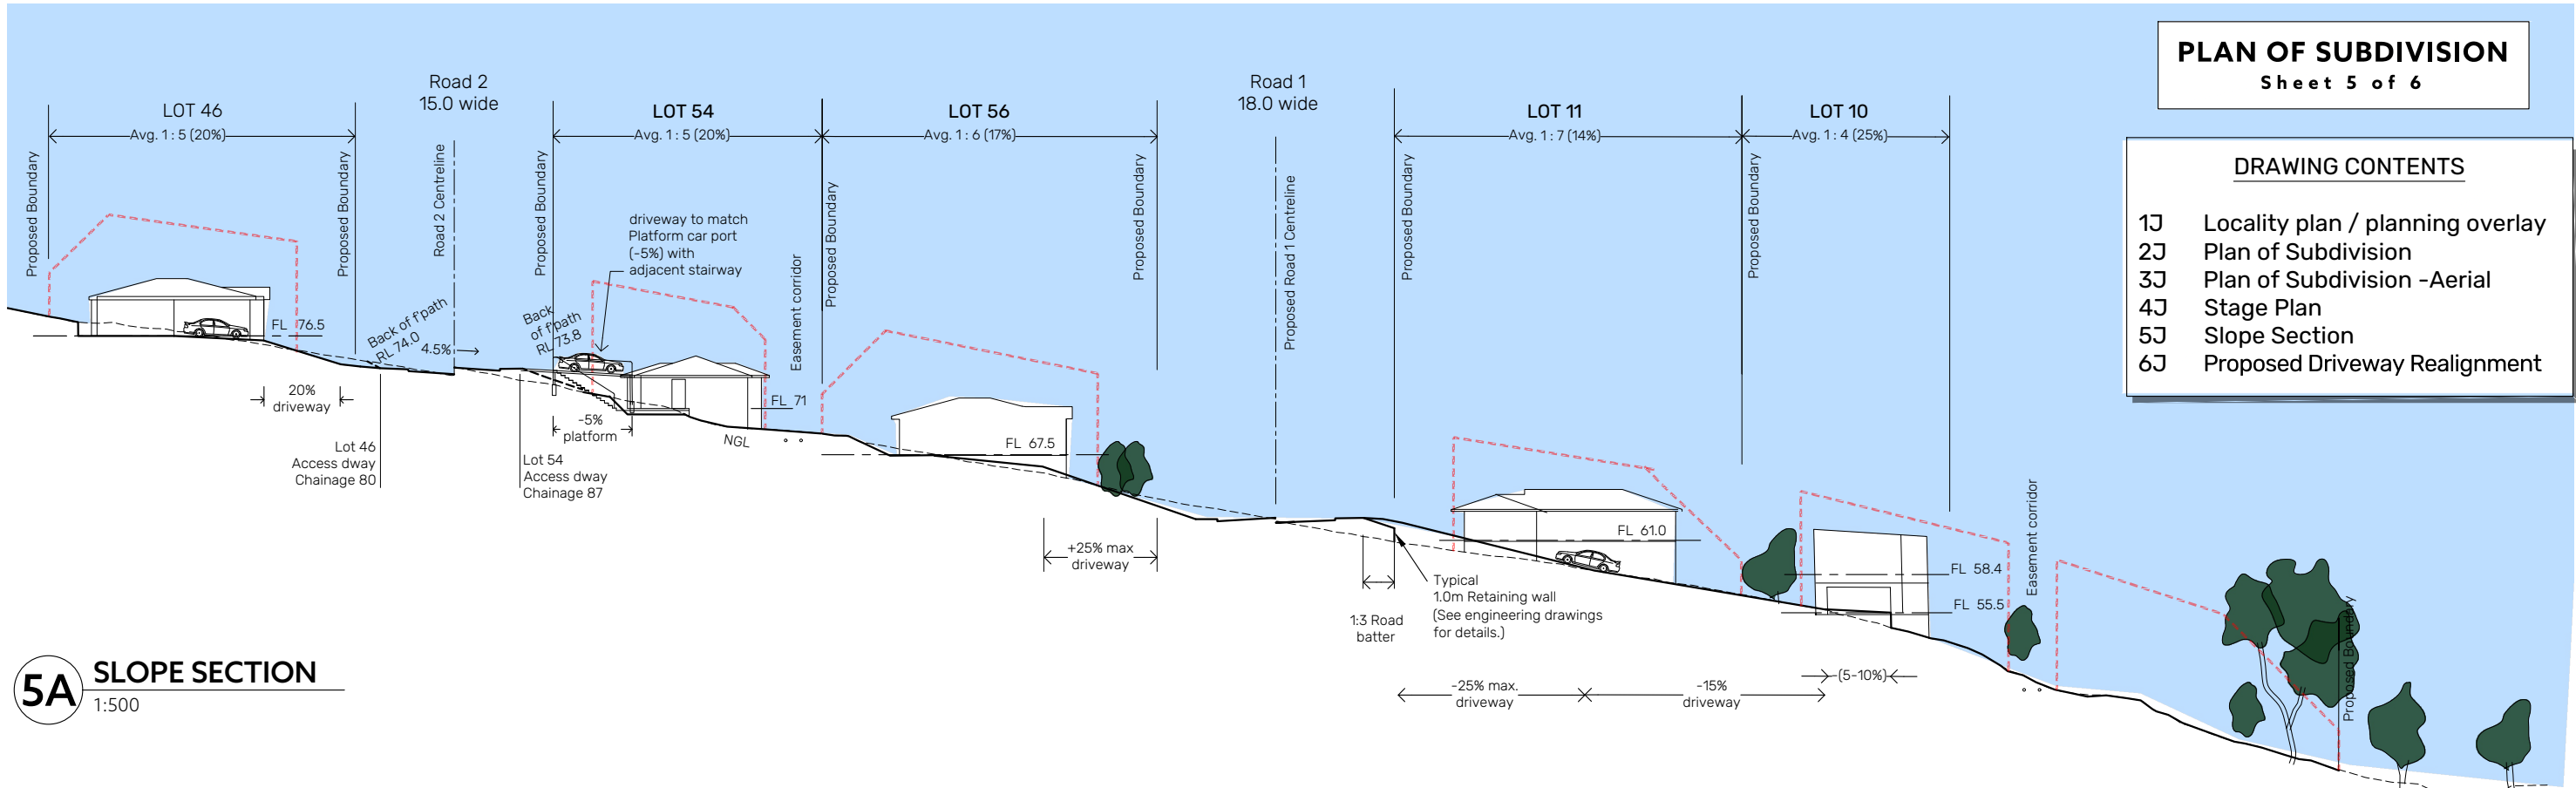 PLAN OF SUBDIVISION
Sheet 5 of 6
DRAWING CONTENTS
1J Locality plan / planning overlay
2J Plan of Subdivision
3J Plan of Subdivision -Aerial
4J Stage Plan
5J Slope Section
6J Proposed Driveway Realignment
LOT 46
Avg. 1 : 5 (20%)
Road 2
15.0 wide
LOT 54
Avg. 1 : 5 (20%)
LOT 56
Avg. 1 : 6 (17%)
Road 1
18.0 wide
LOT 11
Avg. 1 : 7 (14%)
LOT 10
Avg. 1 : 4 (25%)
Proposed Boundary
Proposed Boundary
Road 2 Centreline
Proposed Boundary
driveway to match
Platform car port
(-5%) with
adjacent stairway
Easement corridor
Proposed Boundary
Proposed Boundary
Proposed Road 1 Centreline
Proposed Boundary
Proposed Boundary
FL 76.5
Back of f'path
RL 74.0
4.5%
Back
of f'path
RL 73.8
20%
driveway
Lot 46
Access dway
Chainage 80
Lot 54
Access dway
Chainage 87
-5%
platform
FL 71
NGL
FL 67.5
+25% max
driveway
1:3 Road
batter
Typical
1.0m Retaining wall
(See engineering drawings
for details.)
FL 61.0
FL 58.4
FL 55.5
Easement corridor
(5-10%)
-25% max.
driveway
-15%
driveway
Proposed Boundary
5A SLOPE SECTION
1:500